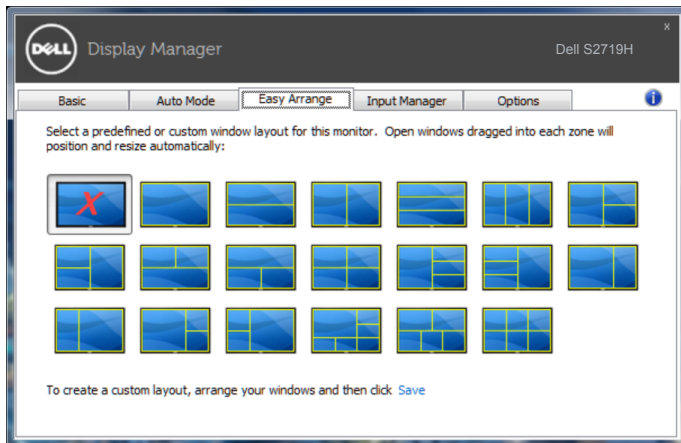 x
DELL Display Manager Dell S2719H
Basic Auto Mode Easy Arrange Input Manager Options i
Select a predefined or custom window layout for this monitor. Open windows dragged into each zone will
position and resize automatically:
X
To create a custom layout, arrange your windows and then click Save